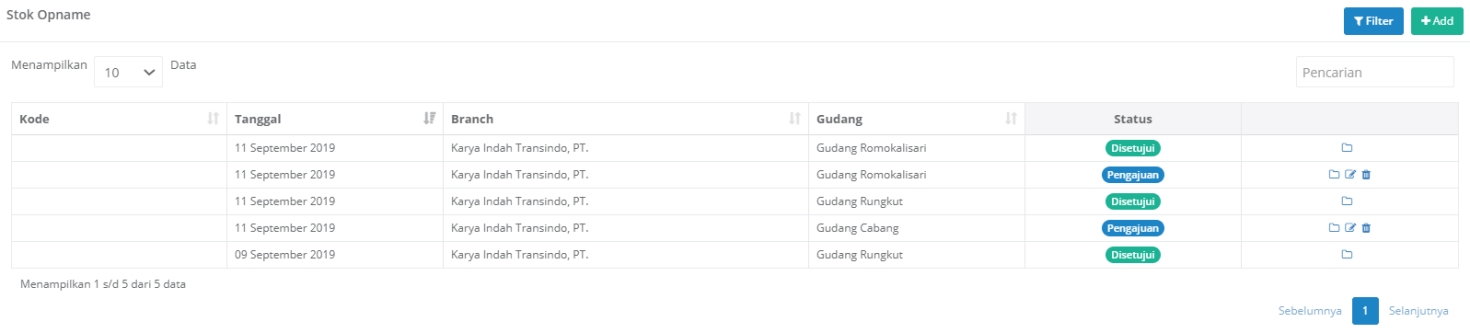 Stok Opname
Filter
+Add
Menampilkan 10 Data
Pencarian
Kode Tanggal Branch Gudang Status
11 September 2019 Karya Indah Transindo, PT. Gudang Romokalisari Disetujui
11 September 2019 Karya Indah Transindo, PT. Gudang Romokalisari Pengajuan
11 September 2019 Karya Indah Transindo, PT. Gudang Rungkut Disetujui
11 September 2019 Karya Indah Transindo, PT. Gudang Cabang Pengajuan
09 September 2019 Karya Indah Transindo, PT. Gudang Rungkut Disetujui
Menampilkan 1 s/d 5 dari 5 data
Sebelumnya 1 Selanjutnya